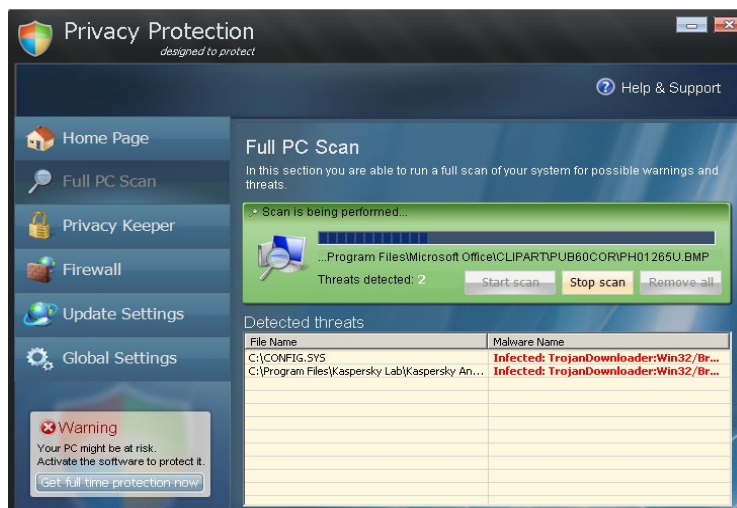 Privacy Protection
designed to protect
Help & Support
Home Page
Full PC Scan
Privacy Keeper
Firewall
Update Settings
Global Settings
Warning
Your PC might be at risk.
Activate the software to protect it.
Get full time protection now
Full PC Scan
In this section you are able to run a full scan of your system for possible warnings and
threats.
Scan is being performed...
...Program Files\Microsoft Office\CLIPART\PUB60COR\PH01265U.BMP
Threats detected: 2
Start scan Stop scan Remove all
Detected threats
File Name Malware Name
C:\CONFIG.SYS Infected: TrojanDownloader:Win32/Br...
C:\Program Files\Kaspersky Lab\Kaspersky An... Infected: TrojanDownloader:Win32/Br...